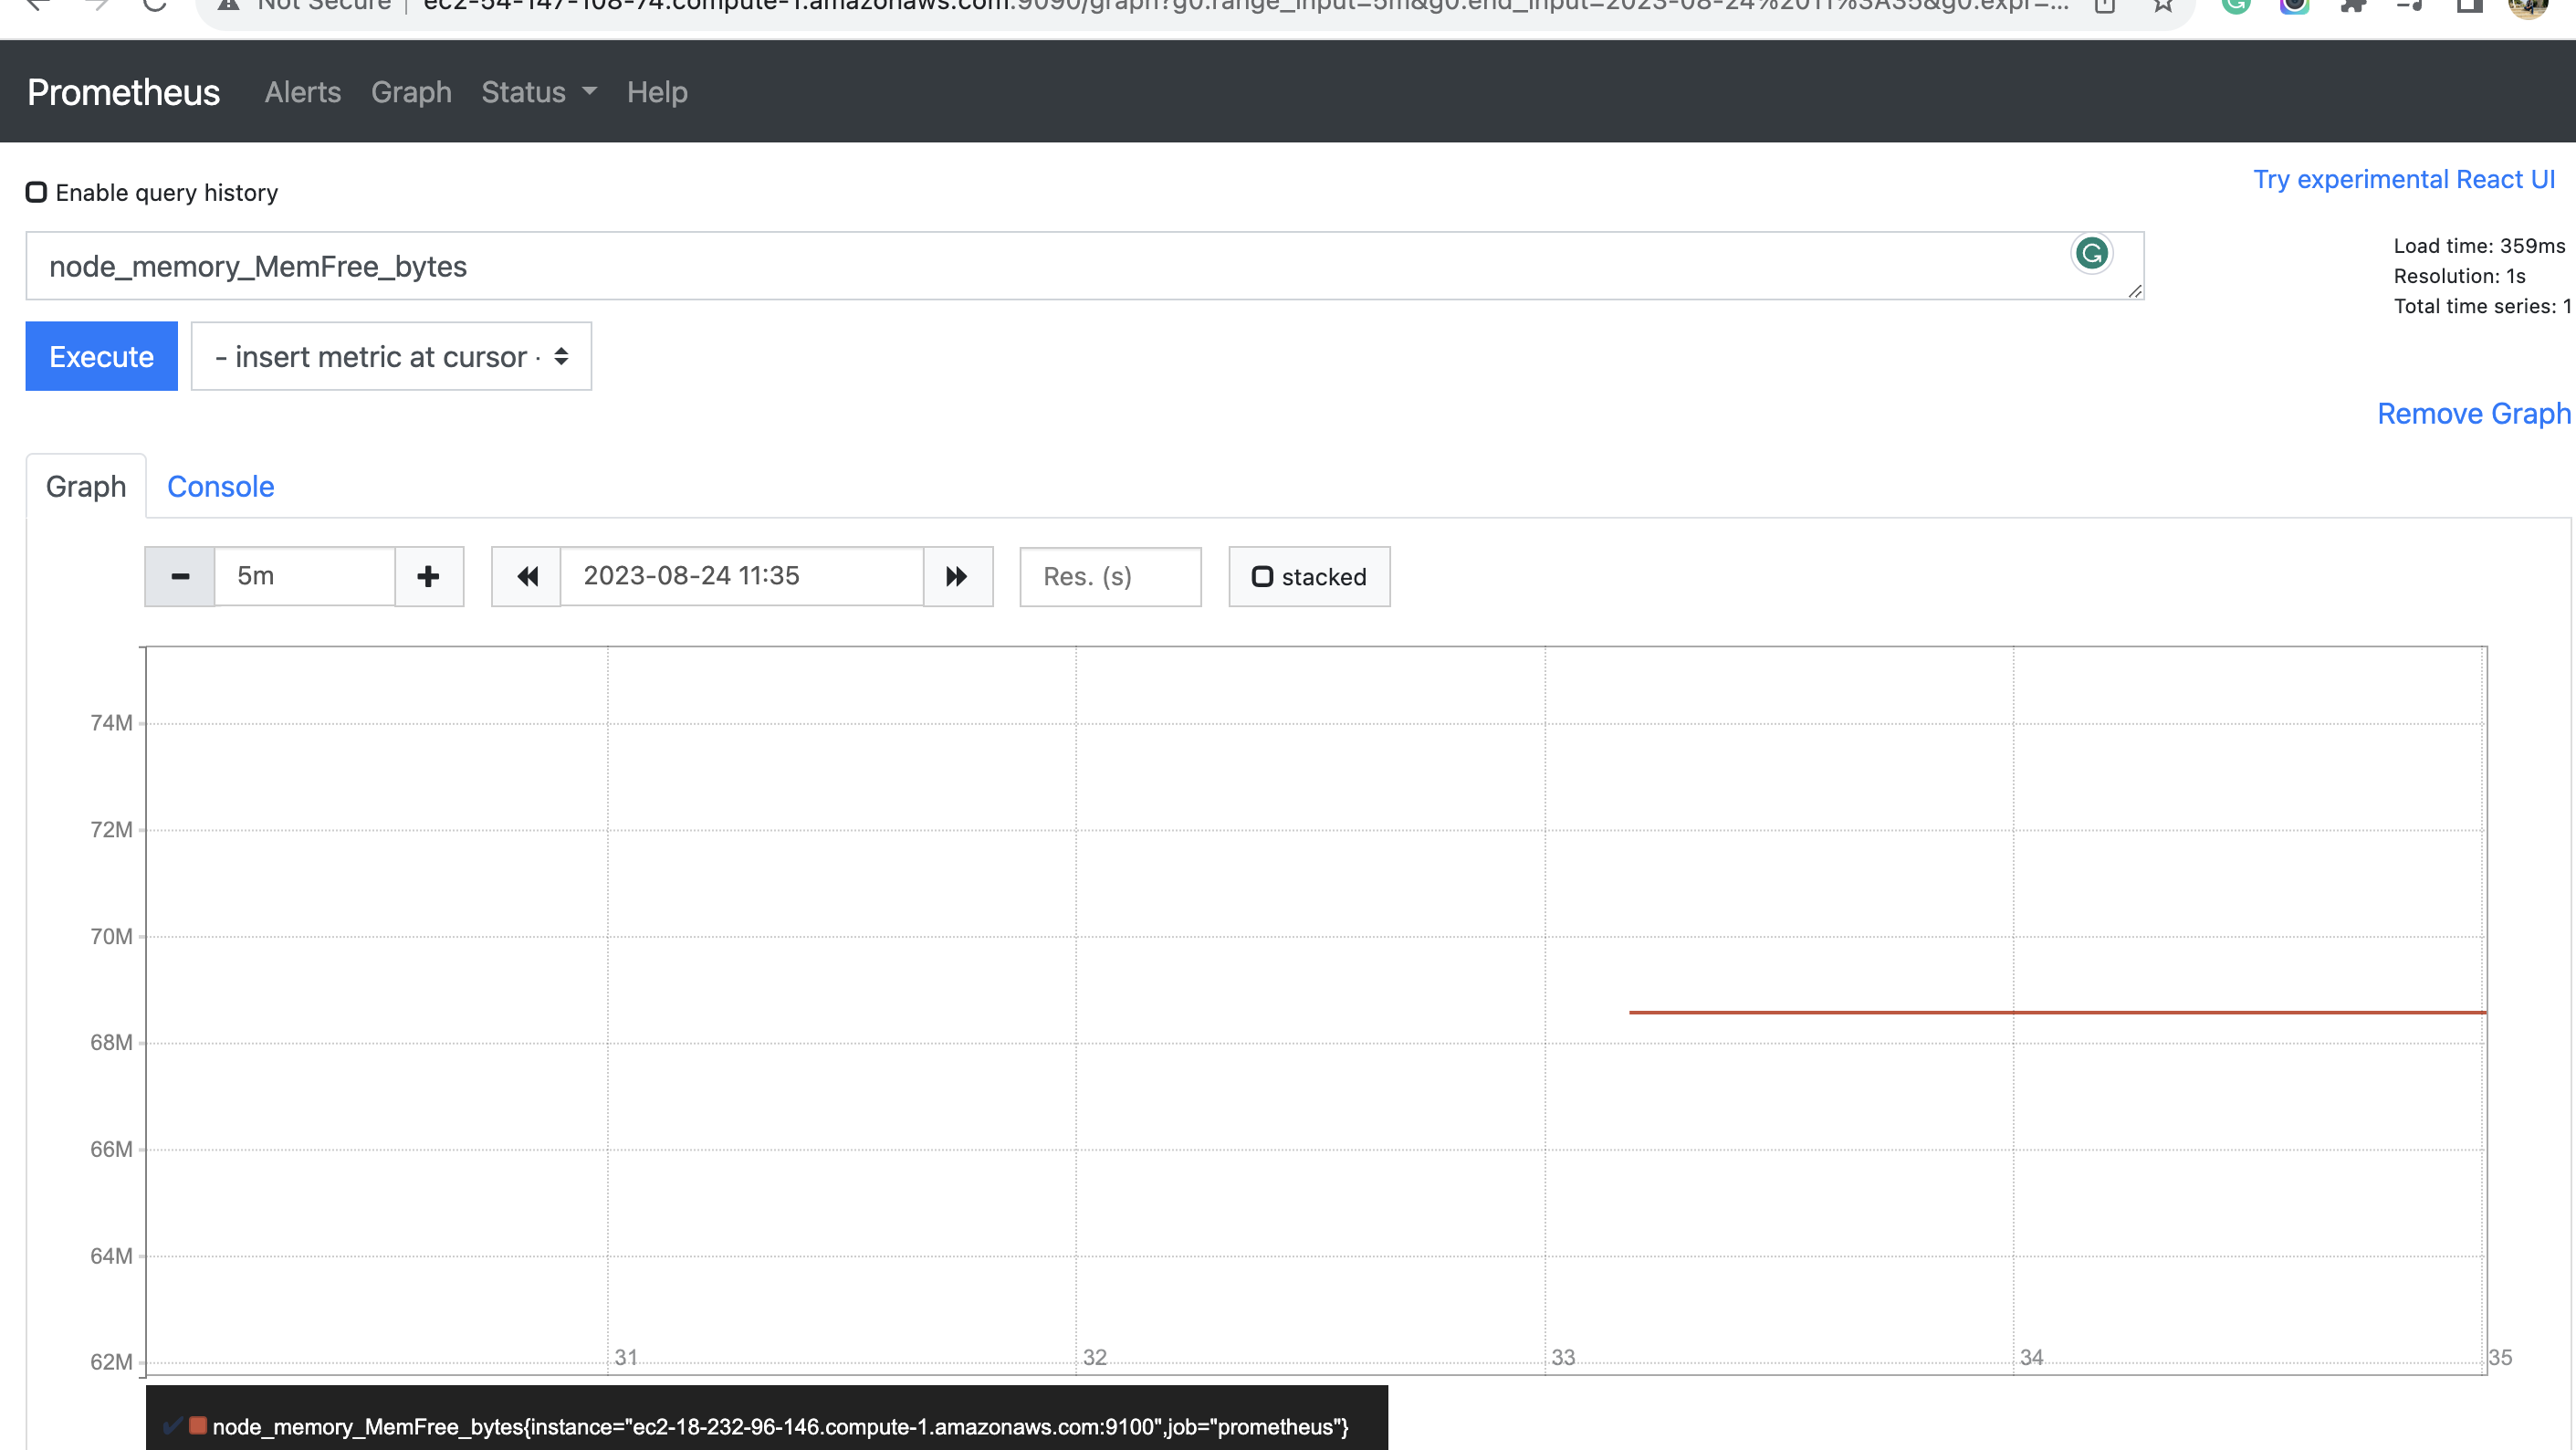 Not Secure | ec2-54-147-108-74.compute-1.amazonaws.com:9090/graph?g0.range_input=5m&g0.end_input=2023-08-24%2011%3A35&g0.expr=...
Prometheus Alerts Graph Status Help
Enable query history
Try experimental React UI
node_memory_MemFree_bytes
Load time: 359ms
Resolution: 1s
Total time series: 1
Execute
- insert metric at cursor -
Remove Graph
Graph Console
5m
2023-08-24 11:35
Res. (s)
stacked
74M
72M
70M
68M
66M
64M
62M
31 32 33 34 35
node_memory_MemFree_bytes{instance="ec2-18-232-96-146.compute-1.amazonaws.com:9100",job="prometheus"}